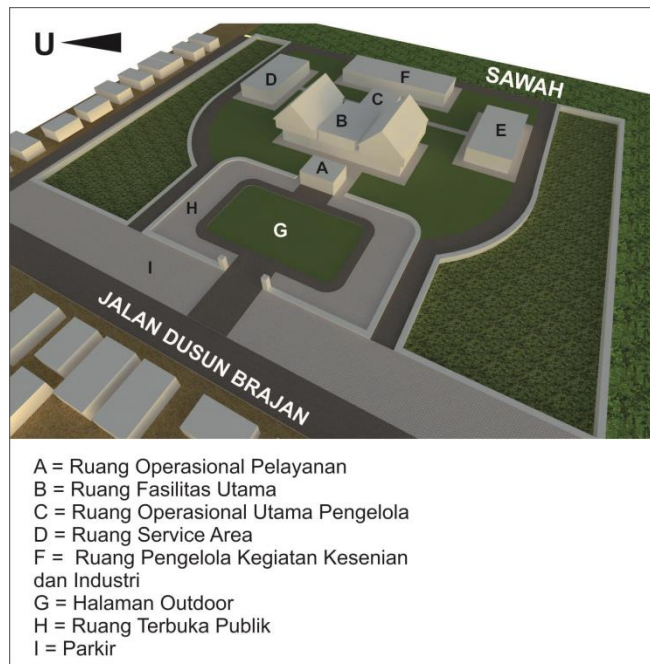 U
SAWAH
D
F
C
B
E
A
H
G
I
JALAN DUSUN BRAJAN
A = Ruang Operasional Pelayanan
B = Ruang Fasilitas Utama
C = Ruang Operasional Utama Pengelola
D = Ruang Service Area
F =  Ruang Pengelola Kegiatan Kesenian
dan Industri
G = Halaman Outdoor
H = Ruang Terbuka Publik
I = Parkir